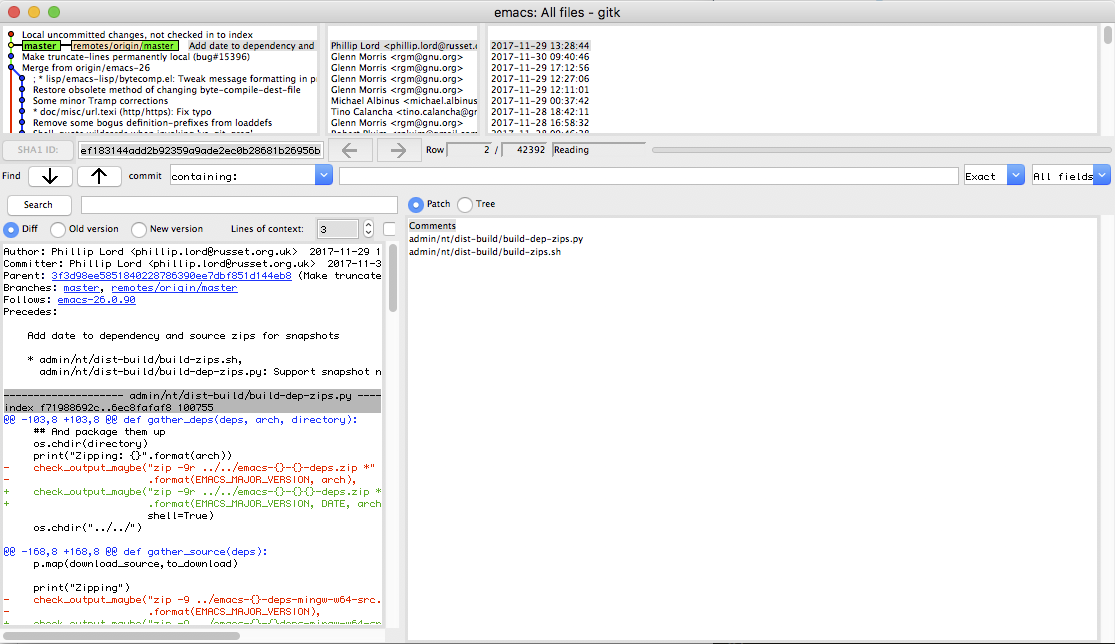 emacs: All files - gitk
Local uncommitted changes, not checked in to index
master remotes/origin/master Add date to dependency and Phillip Lord <phillip.lord@russet. 2017-11-29 13:28:44
Make truncate-lines permanently local (bug#15396) Glenn Morris <rgm@gnu.org> 2017-11-30 09:40:46
Merge from origin/emacs-26 Glenn Morris <rgm@gnu.org> 2017-11-29 17:12:56
; * lisp/emacs-lisp/bytecomp.el: Tweak message formatting in p Glenn Morris <rgm@gnu.org> 2017-11-29 12:27:06
Restore obsolete method of changing byte-compile-dest-file Glenn Morris <rgm@gnu.org> 2017-11-29 12:11:01
Some minor Tramp corrections Michael Albinus <michael.albinus 2017-11-29 00:37:42
* doc/misc/url.texi (http/https): Fix typo Tino Calancha <tino.calancha@gr 2017-11-28 18:42:11
Remove some bogus definition-prefixes from loaddefs Glenn Morris <rgm@gnu.org> 2017-11-28 16:58:32
SHA1 ID: ef183144add2b92359a9ade2ec0b28681b26956b Row 2 / 42392 Reading
Find commit containing: Exact All fields
Search
Patch Tree
Diff Old version New version Lines of context: 3
Comments
admin/nt/dist-build/build-dep-zips.py
admin/nt/dist-build/build-zips.sh
Author: Phillip Lord <phillip.lord@russet.org.uk> 2017-11-29 1
Committer: Phillip Lord <phillip.lord@russet.org.uk> 2017-11-3
Parent: 3f3d98ee5851840228786390ee7dbf851d144eb8 (Make truncate
Branches: master, remotes/origin/master
Follows: emacs-26.0.90
Precedes:
Add date to dependency and source zips for snapshots
* admin/nt/dist-build/build-zips.sh,
admin/nt/dist-build/build-dep-zips.py: Support snapshot n
-------------------- admin/nt/dist-build/build-dep-zips.py ----
index f71988692c..6ec8fafaf8 100755
@@ -103,8 +103,8 @@ def gather_deps(deps, arch, directory):
## And package them up
os.chdir(directory)
print("Zipping: {}".format(arch))
- check_output_maybe("zip -9r ../../emacs-{}-{}-deps.zip *"
- .format(EMACS_MAJOR_VERSION, arch),
+ check_output_maybe("zip -9r ../../emacs-{}-{}{}-deps.zip *
+ .format(EMACS_MAJOR_VERSION, DATE, arch
shell=True)
os.chdir("../../")
@@ -168,8 +168,8 @@ def gather_source(deps):
p.map(download_source,to_download)
print("Zipping")
- check_output_maybe("zip -9 ../emacs-{}-deps-mingw-w64-src.
- .format(EMACS_MAJOR_VERSION),
+ check_output_maybe("zip -9 ../emacs-{}-{}deps-mingw-w64-sr